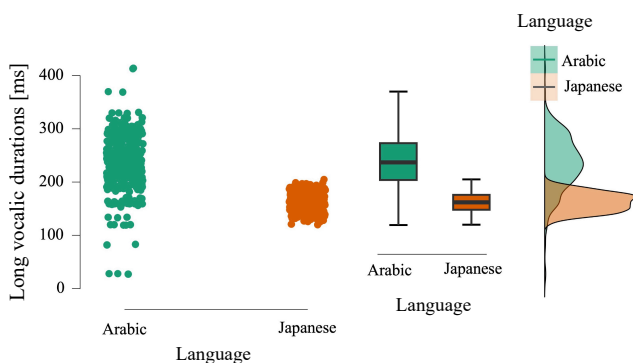 Language
Arabic
Japanese
Long vocalic durations [ms]
400
300
200
100
0
Arabic
Japanese
Language
Arabic
Japanese
Language